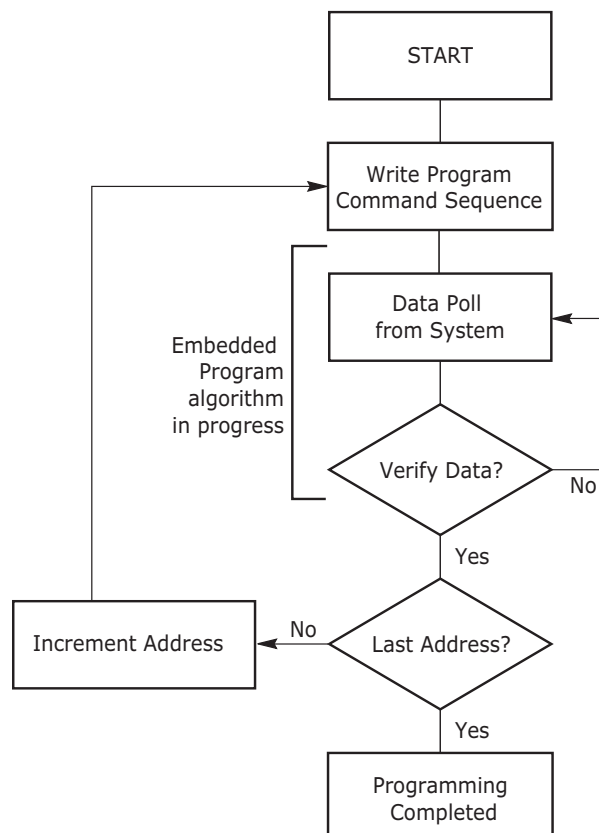 START
Write Program
Command Sequence
Data Poll
from System
Embedded
Program
algorithm
in progress
Verify Data?
No
Yes
Increment Address
No
Last Address?
Yes
Programming
Completed